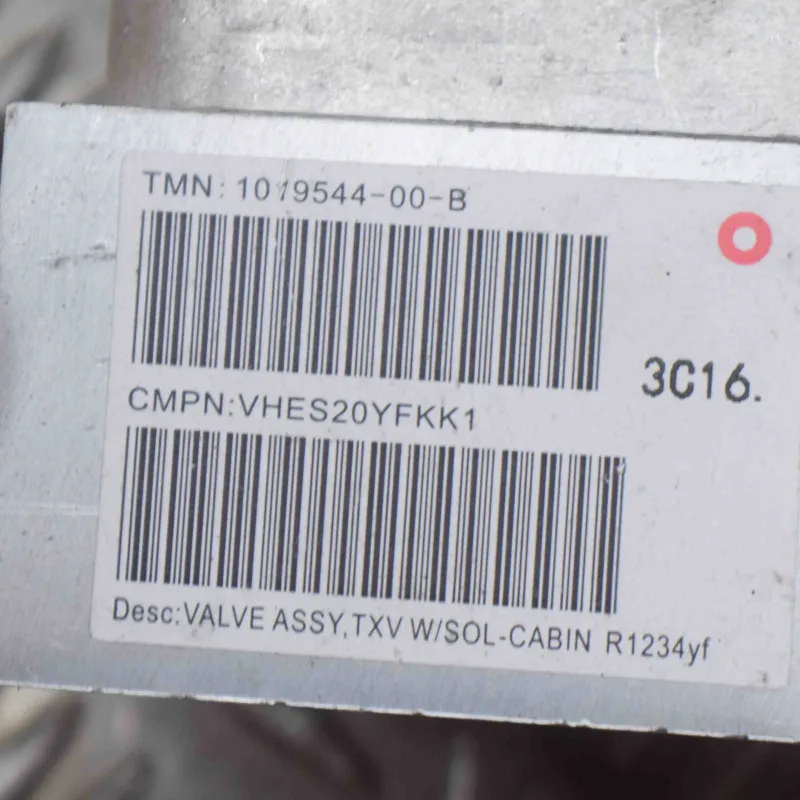 TMN: 1019544-00-B
3C16.
CMPN:VHES20YFKK1
Desc:VALVE ASSY,TXV W/SOL-CABIN R1234yf